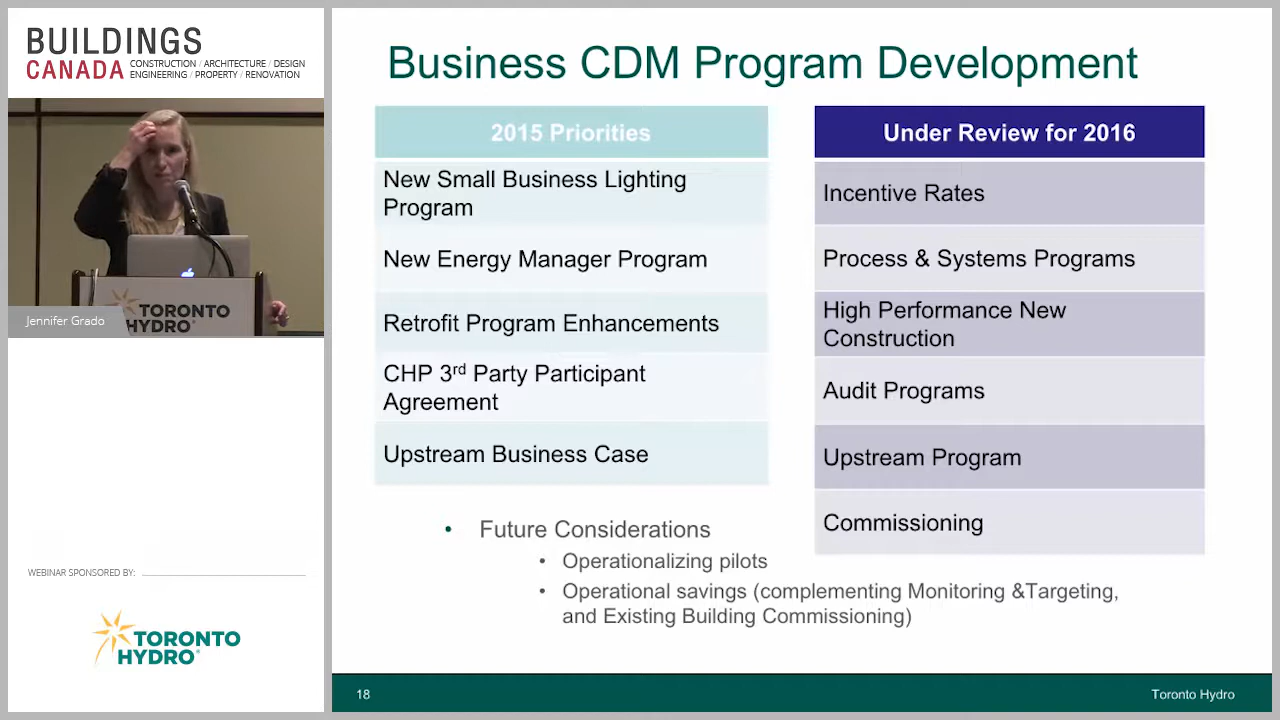 BUILDINGS
CANADA
CONSTRUCTION / ARCHITECTURE / DESIGN
ENGINEERING / PROPERTY / RENOVATION
TORONTO
HYDRO
Jennifer Grado
WEBINAR SPONSORED BY:
TORONTO
HYDRO
Business CDM Program Development
2015 Priorities
New Small Business Lighting
Program
New Energy Manager Program
Retrofit Program Enhancements
CHP 3rd Party Participant
Agreement
Upstream Business Case
Under Review for 2016
Incentive Rates
Process & Systems Programs
High Performance New
Construction
Audit Programs
Upstream Program
Commissioning
• Future Considerations
• Operationalizing pilots
• Operational savings (complementing Monitoring &Targeting,
and Existing Building Commissioning)
18
Toronto Hydro